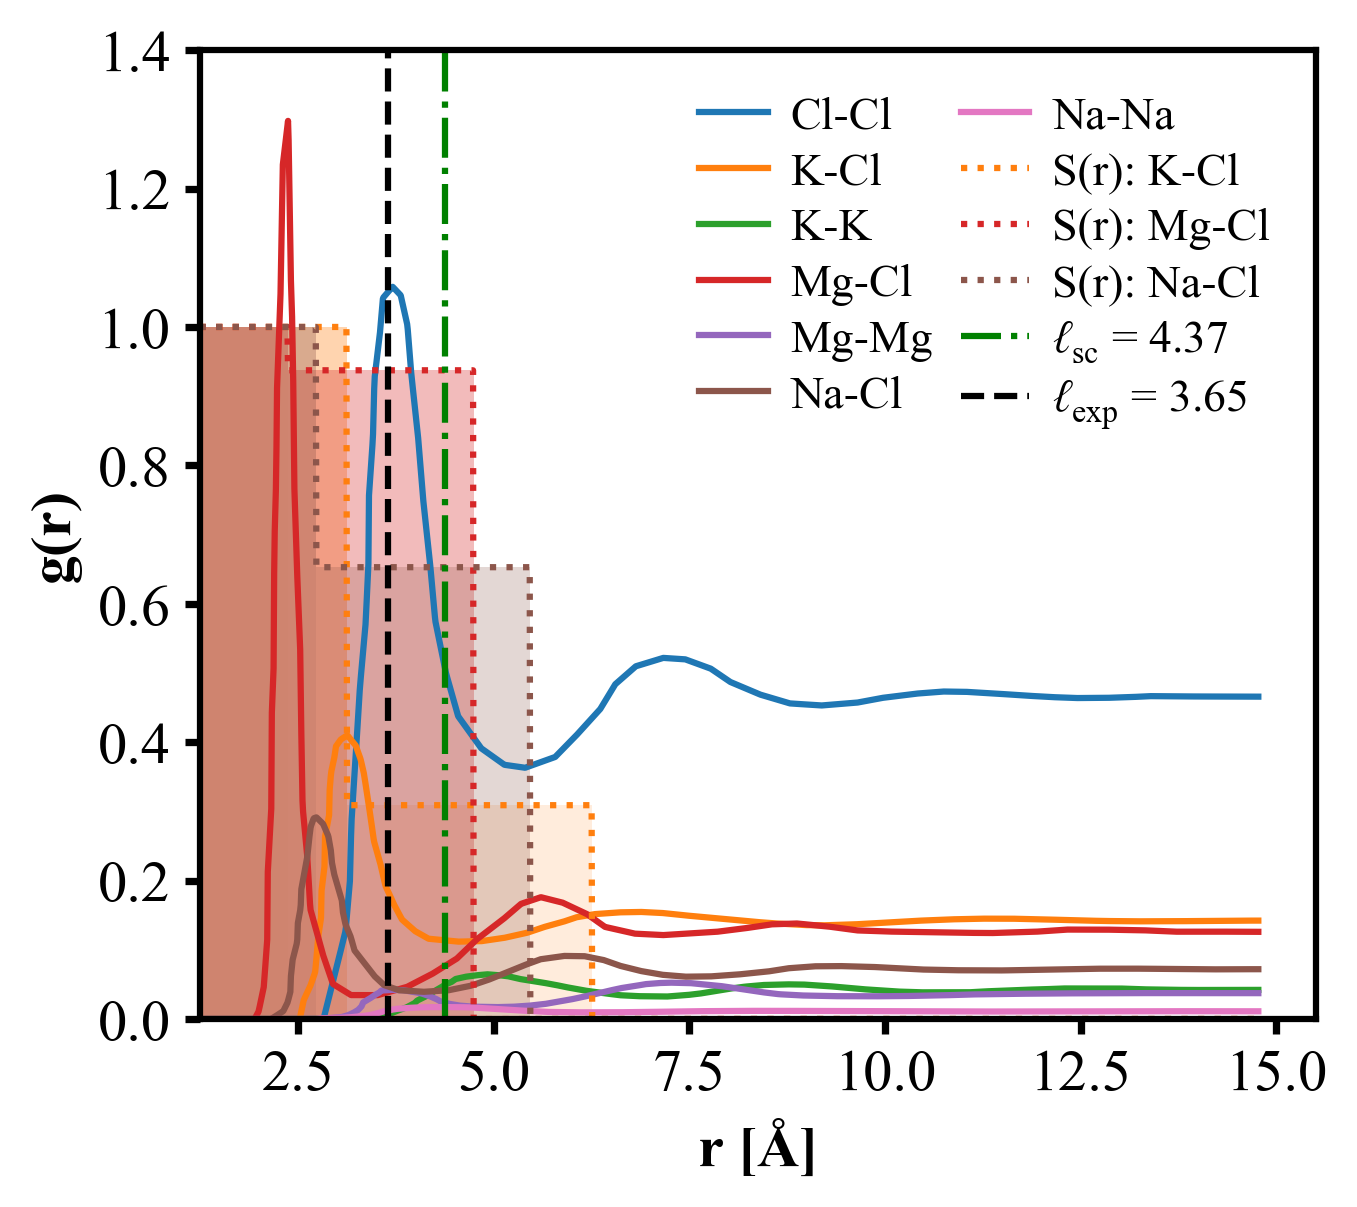 1.4
1.2
1.0
0.8
0.6
0.4
0.2
0.0
g(r)
2.5 5.0 7.5 10.0 12.5 15.0
r [Å]
Cl-Cl
K-Cl
K-K
Mg-Cl
Mg-Mg
Na-Cl
Na-Na
S(r): K-Cl
S(r): Mg-Cl
S(r): Na-Cl
ℓsc = 4.37
ℓexp = 3.65